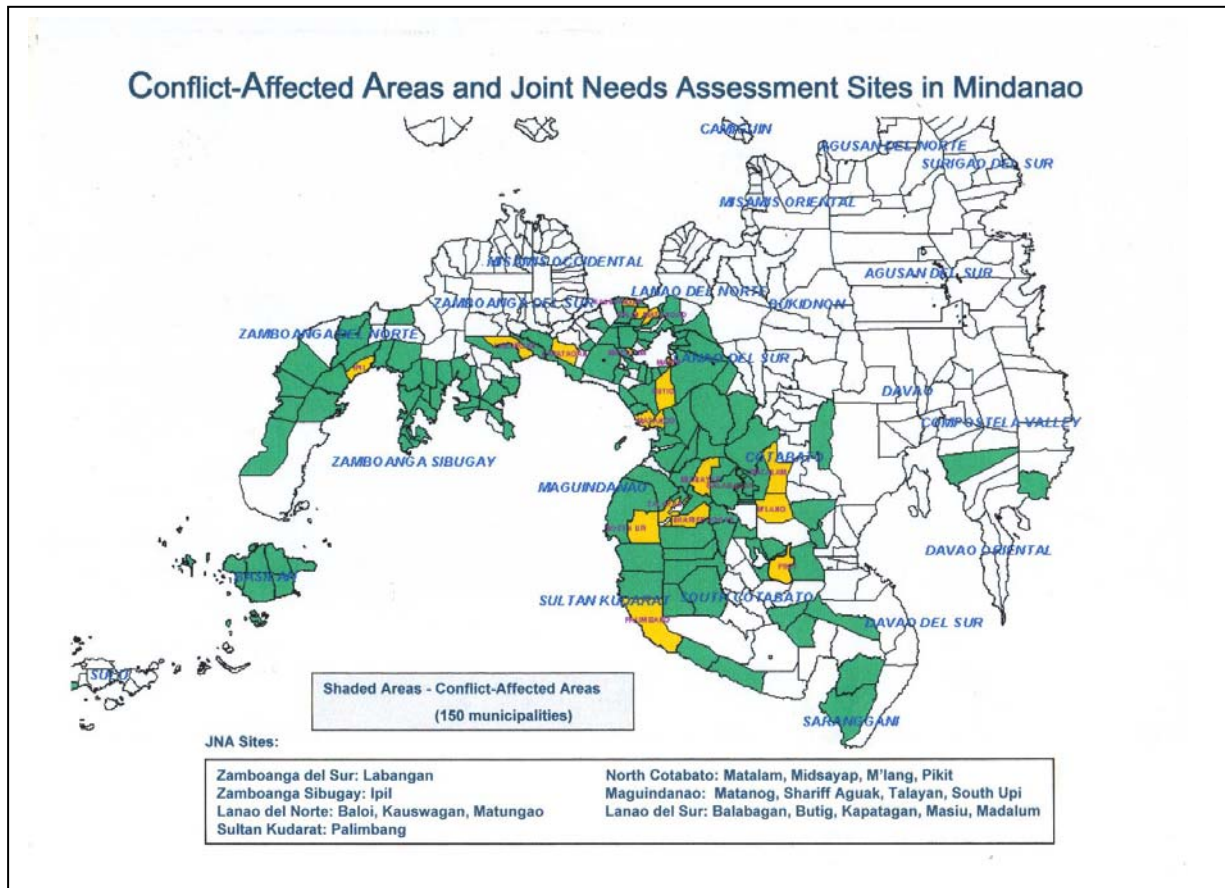 Conflict-Affected Areas and Joint Needs Assessment Sites in Mindanao
CAMIGUIN
AGUSAN DEL NORTE
SURIGAO DEL SUR
MISAMIS ORIENTAL
MISAMIS OCCIDENTAL
AGUSAN DEL SUR
LANAO DEL NORTE
BUKIDNON
ZAMBOANGA DEL SUR
ZAMBOANGA DEL NORTE
LANAO DEL SUR
IPIL
DAVAO
COMPOSTELA VALLEY
ZAMBOANGA SIBUGAY
COTABATO
MAGUINDANAO
DAVAO ORIENTAL
BASILAN
SULTAN KUDARAT
SOUTH COTABATO
DAVAO DEL SUR
SULU
SARANGGANI
Shaded Areas - Conflict-Affected Areas
(150 municipalities)
JNA Sites:
Zamboanga del Sur: Labangan
Zamboanga Sibugay: Ipil
Lanao del Norte: Baloi, Kauswagan, Matungao
Sultan Kudarat: Palimbang
North Cotabato: Matalam, Midsayap, M'lang, Pikit
Maguindanao: Matanog, Shariff Aguak, Talayan, South Upi
Lanao del Sur: Balabagan, Butig, Kapatagan, Masiu, Madalum